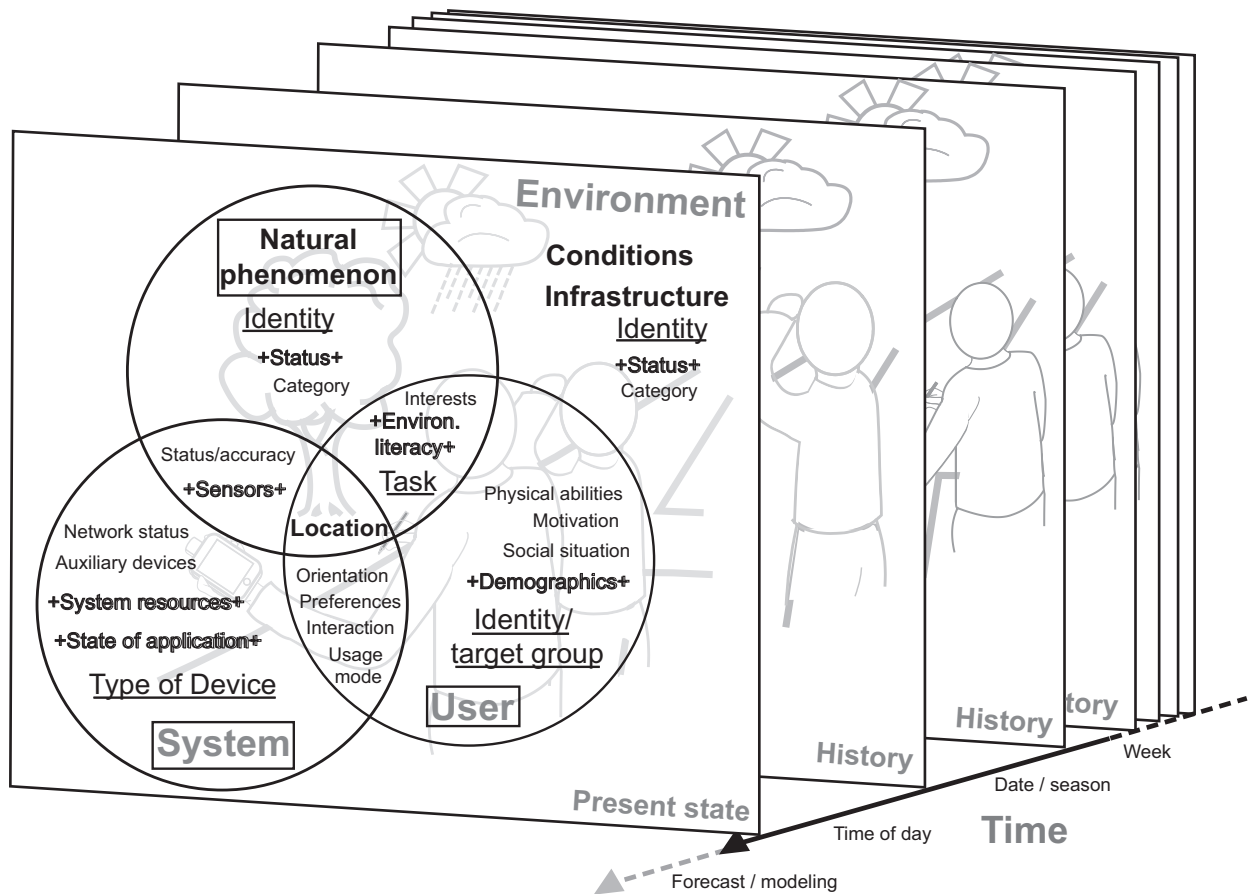 Environment
Natural
phenomenon
Identity
+Status+
Category
Conditions
Infrastructure
Identity
+Status+
Category
Interests
+Environ.
literacy+
Task
Status/accuracy
+Sensors+
Location
Network status
Auxiliary devices
+System resources+
+State of application+
Type of Device
System
Orientation
Preferences
Interaction
Usage
mode
Physical abilities
Motivation
Social situation
+Demographics+
Identity/
target group
User
Present state
History
History
tory
Week
Date / season
Time of day
Time
Forecast / modeling